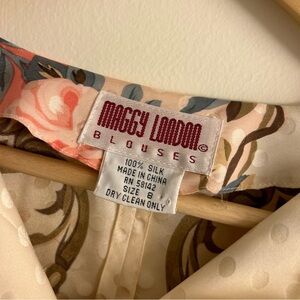 MAGGY LONDON
BLOUSES
100% SILK
MADE IN CHINA
RN 58142
SIZE 8
DRY CLEAN ONLY